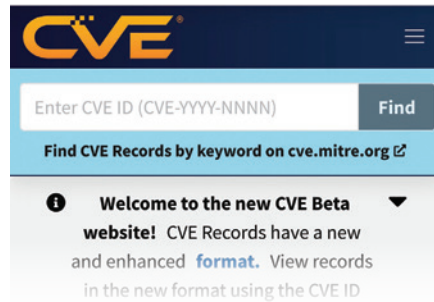 CVE®
Enter CVE ID (CVE-YYYY-NNNN)
Find
Find CVE Records by keyword on cve.mitre.org
Welcome to the new CVE Beta
website! CVE Records have a new
and enhanced format. View records
in the new format using the CVE ID